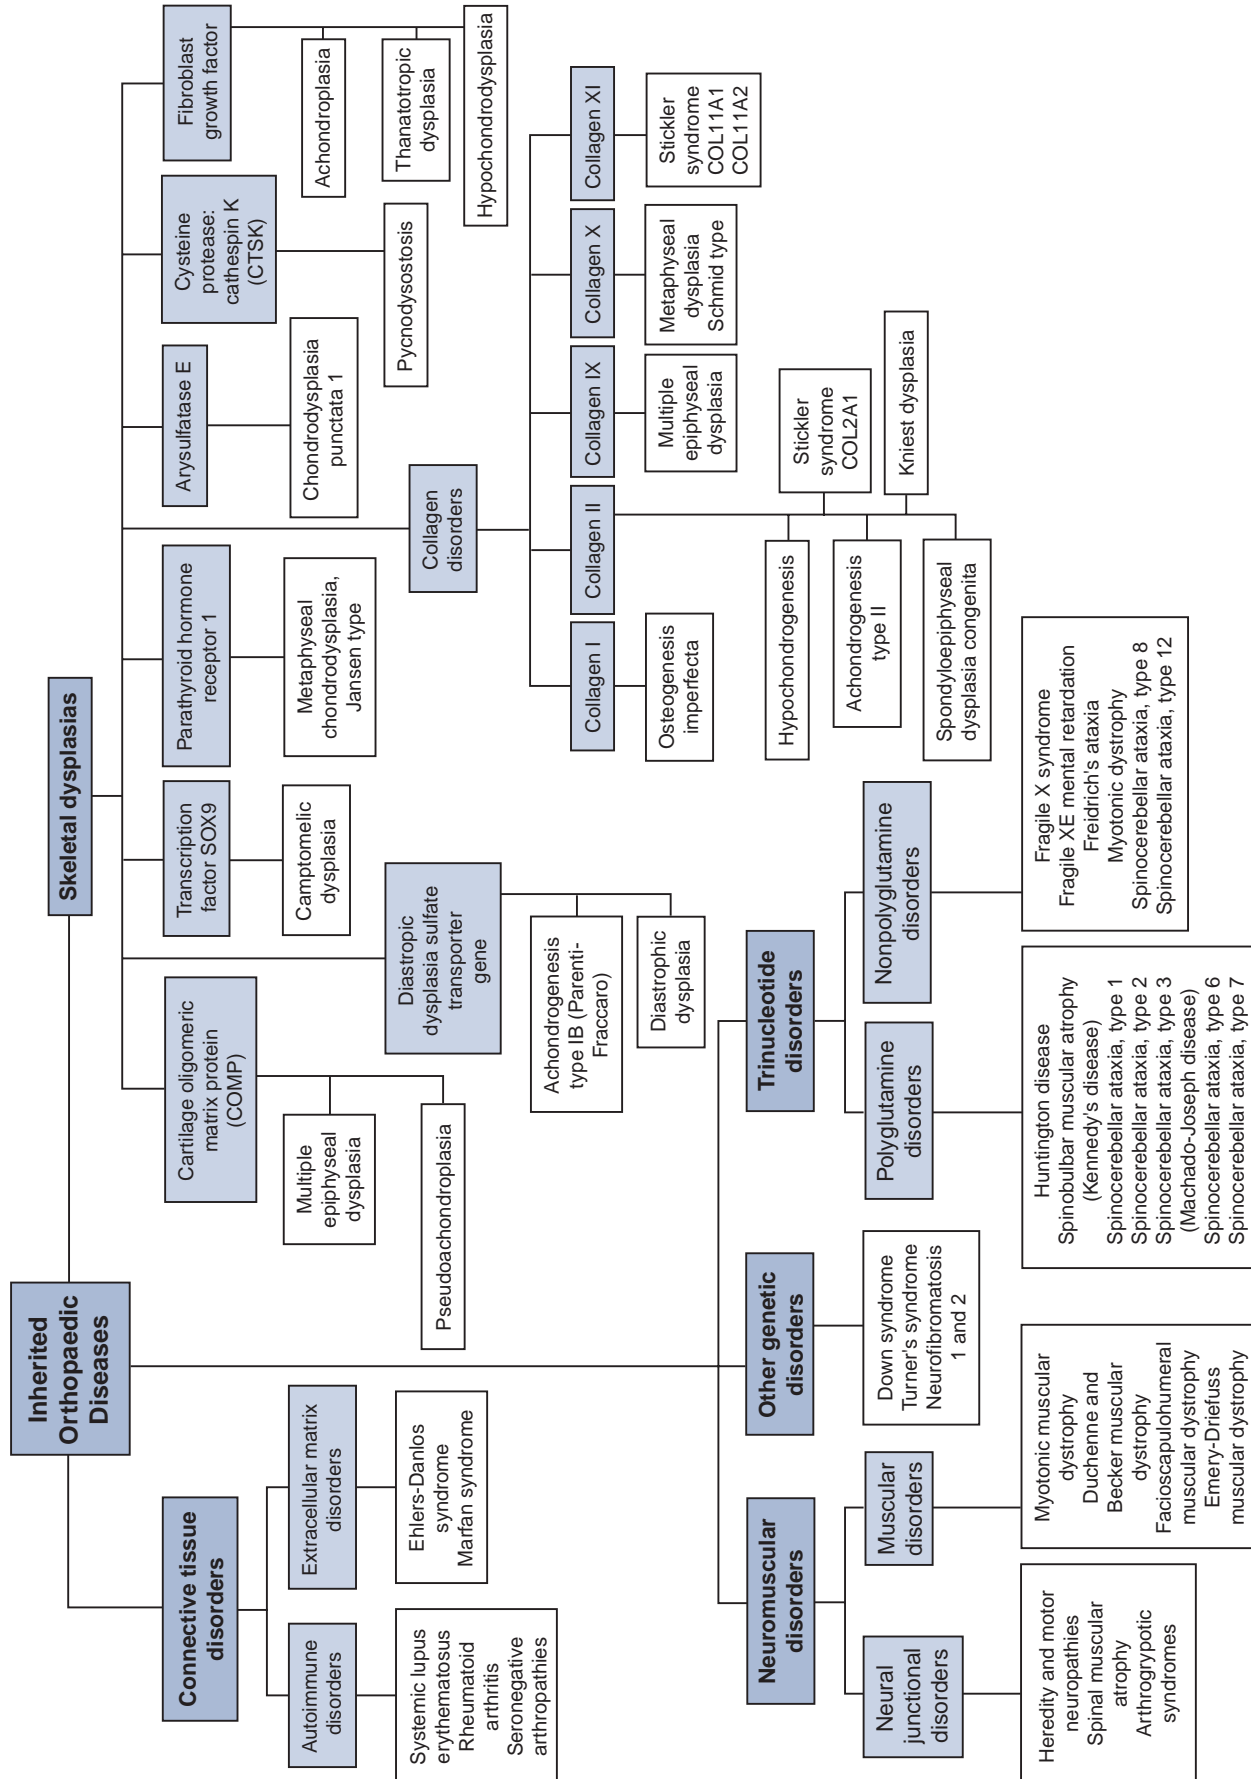 Inherited
Orthopaedic
Diseases
Connective tissue
disorders
Autoimmune
disorders
Systemic lupus
erythematosus
Rheumatoid
arthritis
Seronegative
arthropathies
Extracellular matrix
disorders
Ehlers-Danlos
syndrome
Marfan syndrome
Skeletal dysplasias
Cartilage oligomeric
matrix protein
(COMP)
Multiple
epiphyseal
dysplasia
Pseudoachondroplasia
Diastropic
dysplasia sulfate
transporter
gene
Achondrogenesis
type IB (Parenti-
Fraccaro)
Diastrophic
dysplasia
Transcription
factor SOX9
Camptomelic
dysplasia
Parathyroid hormone
receptor 1
Metaphyseal
chondrodysplasia,
Jansen type
Collagen
disorders
Collagen I
Osteogenesis
imperfecta
Collagen II
Hypochondrogenesis
Stickler
syndrome
COL2A1
Achondrogenesis
type II
Kniest dysplasia
Spondyloepiphyseal
dysplasia congenita
Collagen IX
Multiple
epiphyseal
dysplasia
Collagen X
Metaphyseal
dysplasia
Schmid type
Collagen XI
Stickler
syndrome
COL11A1
COL11A2
Arysulfatase E
Chondrodysplasia
punctata 1
Cysteine
protease:
cathespin K
(CTSK)
Pycnodysostosis
Fibroblast
growth factor
Achondroplasia
Thanatotropic
dysplasia
Hypochondrodysplasia
Neuromuscular
disorders
Neural
junctional
disorders
Heredity and motor
neuropathies
Spinal muscular
atrophy
Arthrogrypotic
syndromes
Muscular
disorders
Myotonic muscular
dystrophy
Duchenne and
Becker muscular
dystrophy
Facioscapulohumeral
muscular dystrophy
Emery-Driefuss
muscular dystrophy
Other genetic
disorders
Down syndrome
Turner's syndrome
Neurofibromatosis
1 and 2
Trinucleotide
disorders
Polyglutamine
disorders
Huntington disease
Spinobulbar muscular atrophy
(Kennedy's disease)
Spinocerebellar ataxia, type 1
Spinocerebellar ataxia, type 2
Spinocerebellar ataxia, type 3
(Machado-Joseph disease)
Spinocerebellar ataxia, type 6
Spinocerebellar ataxia, type 7
Nonpolyglutamine
disorders
Fragile X syndrome
Fragile XE mental retardation
Freidrich's ataxia
Myotonic dystrophy
Spinocerebellar ataxia, type 8
Spinocerebellar ataxia, type 12